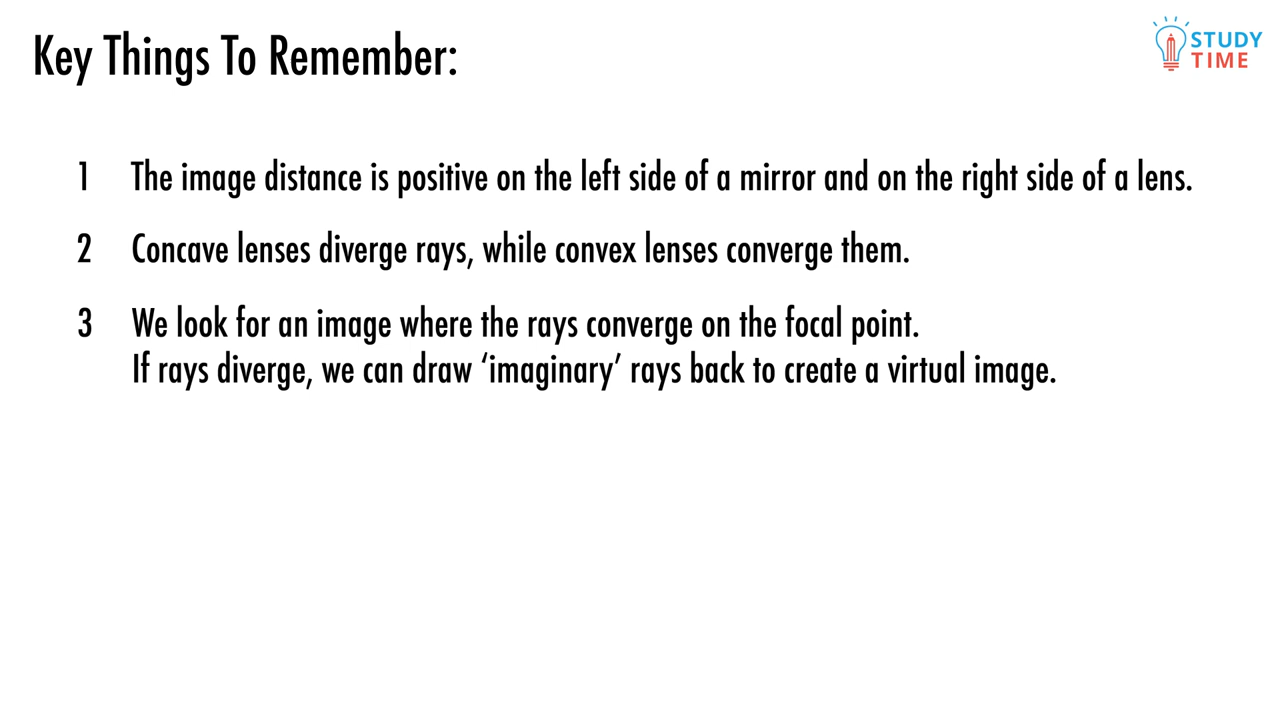 Key Things To Remember:
STUDY
TIME
1 The image distance is positive on the left side of a mirror and on the right side of a lens.
2 Concave lenses diverge rays, while convex lenses converge them.
3 We look for an image where the rays converge on the focal point.
If rays diverge, we can draw ‘imaginary’ rays back to create a virtual image.